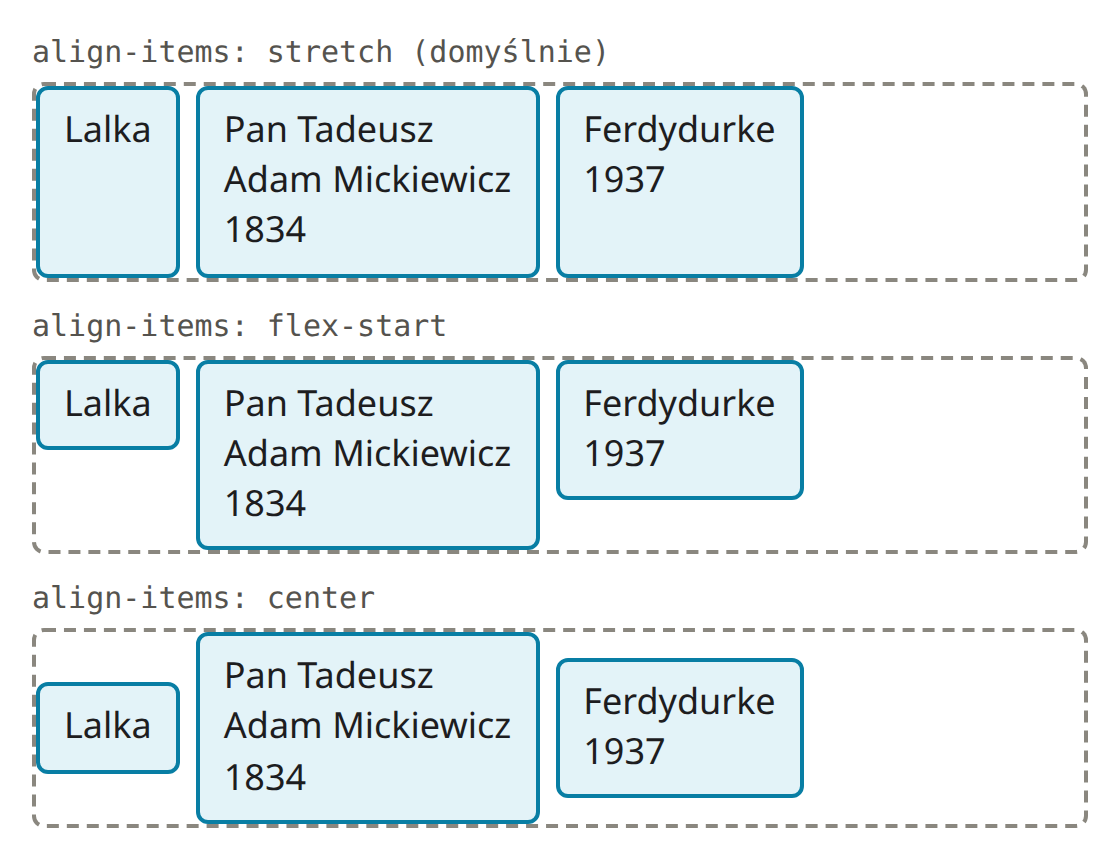 align-items: stretch (domyślnie)
Lalka
Pan Tadeusz
Adam Mickiewicz
1834
Ferdydurke
1937
align-items: flex-start
Lalka
Pan Tadeusz
Adam Mickiewicz
1834
Ferdydurke
1937
align-items: center
Lalka
Pan Tadeusz
Adam Mickiewicz
1834
Ferdydurke
1937